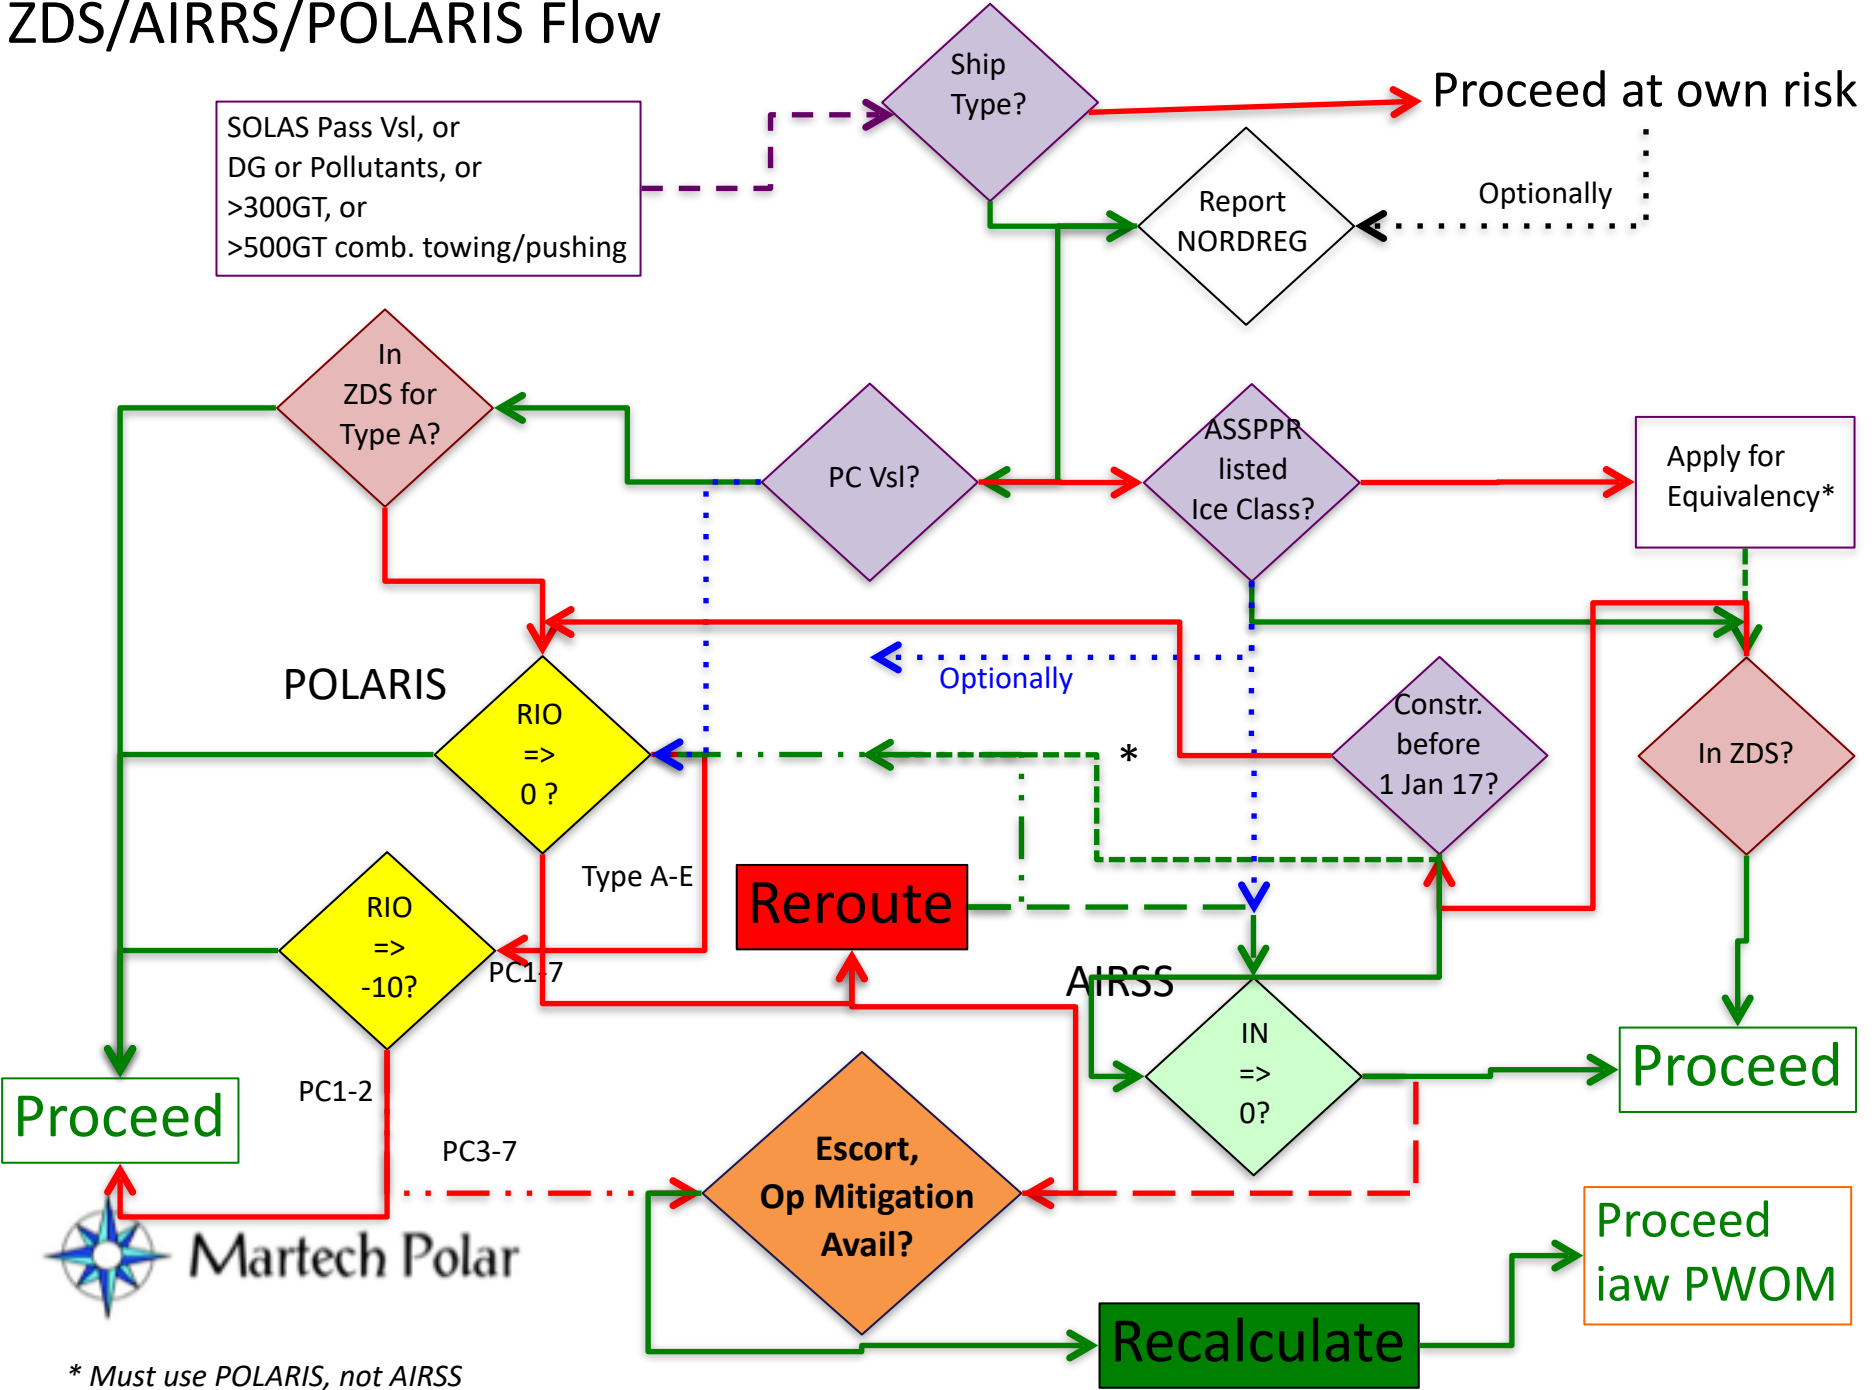 ZDS/AIRRS/POLARIS Flow
Ship
Type?
Proceed at own risk
SOLAS Pass Vsl, or
DG or Pollutants, or
>300GT, or
>500GT comb. towing/pushing
Report
NORDREG
Optionally
In
ZDS for
Type A?
PC Vsl?
ASSPPR
listed
Ice Class?
Apply for
Equivalency*
POLARIS
RIO
=>
0 ?
Optionally
*
Constr.
before
1 Jan 17?
In ZDS?
Type A-E
Reroute
RIO
=>
-10?
PC1-7
AIRSS
IN
=>
0?
Proceed
Proceed
PC1-2
PC3-7
Escort,
Op Mitigation
Avail?
Martech Polar
Proceed
iaw PWOM
Recalculate
* Must use POLARIS, not AIRSS